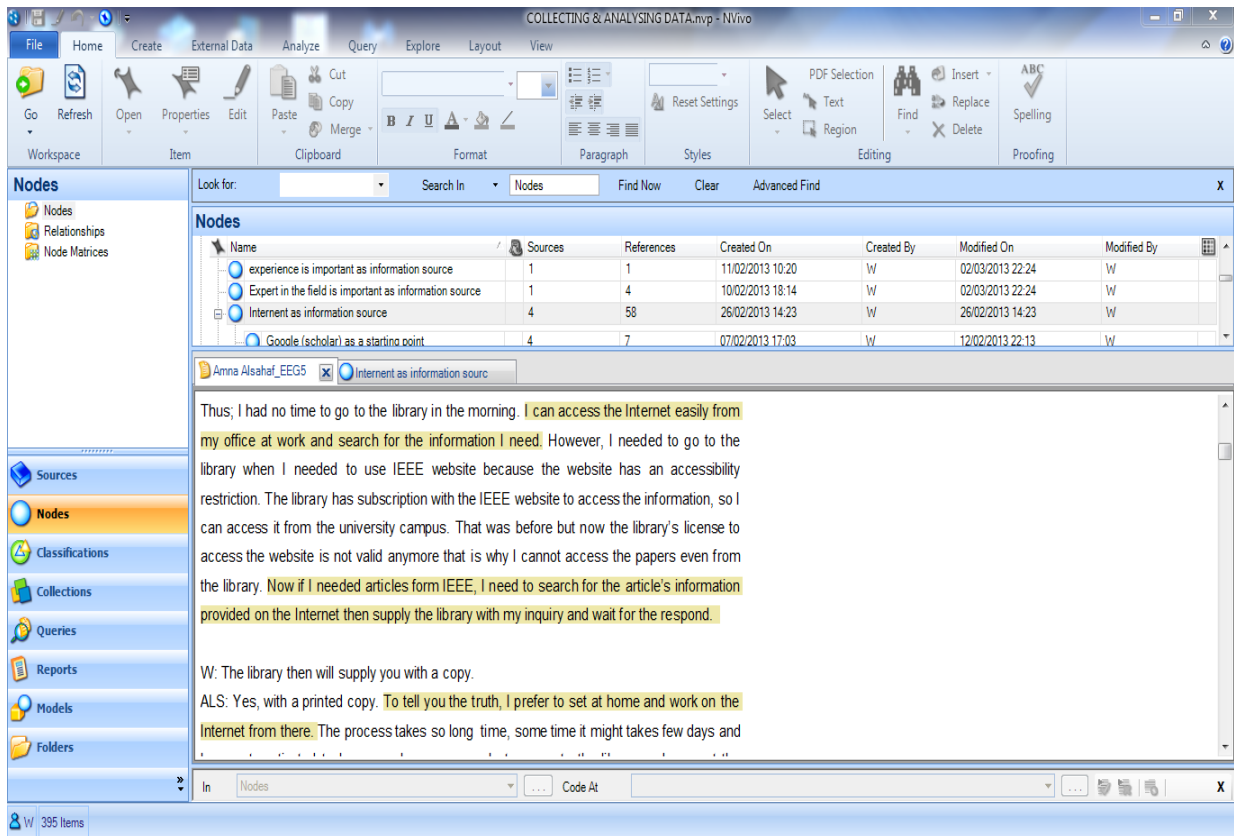 COLLECTING & ANALYSING DATA.nvp - NVivo
File Home Create External Data Analyze Query Explore Layout View
Go Refresh Open Properties Edit Paste Cut Copy Merge
B I U A
Reset Settings Select PDF Selection Text Region Find Insert Replace Delete ABC Spelling
Workspace Item Clipboard Format Paragraph Styles Editing Proofing
Nodes
Nodes
Relationships
Node Matrices
Sources
Nodes
Classifications
Collections
Queries
Reports
Models
Folders
Look for: Search In Nodes Find Now Clear Advanced Find X
Nodes
Name Sources References Created On Created By Modified On Modified By
experience is important as information source 1 1 11/02/2013 10:20 W 02/03/2013 22:24 W
Expert in the field is important as information source 1 4 10/02/2013 18:14 W 02/03/2013 22:24 W
Internent as information source 4 58 26/02/2013 14:23 W 26/02/2013 14:23 W
Google (scholar) as a starting point 4 7 07/02/2013 17:03 W 12/02/2013 22:13 W
Amna Alsahaf_EEG5 Internent as information sourc
Thus; I had no time to go to the library in the morning. I can access the Internet easily from
my office at work and search for the information I need. However, I needed to go to the
library when I needed to use IEEE website because the website has an accessibility
restriction. The library has subscription with the IEEE website to access the information, so I
can access it from the university campus. That was before but now the library's license to
access the website is not valid anymore that is why I cannot access the papers even from
the library. Now if I needed articles form IEEE, I need to search for the article's information
provided on the Internet then supply the library with my inquiry and wait for the respond.
W: The library then will supply you with a copy.
ALS: Yes, with a printed copy. To tell you the truth, I prefer to set at home and work on the
Internet from there. The process takes so long time, some time it might takes few days and
In Nodes ... Code At ... X
W 395 Items